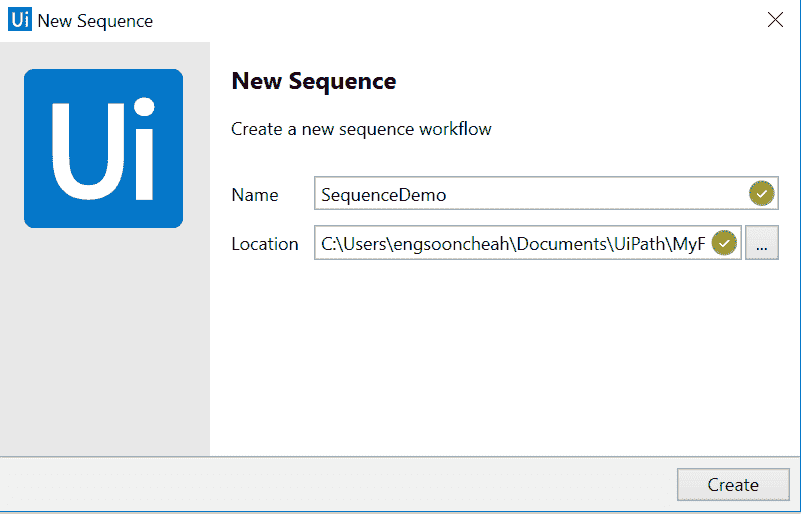 Ui New Sequence
Ui
New Sequence
Create a new sequence workflow
Name SequenceDemo
Location C:\Users\engsooncheah\Documents\UiPath\MyF ...
Create